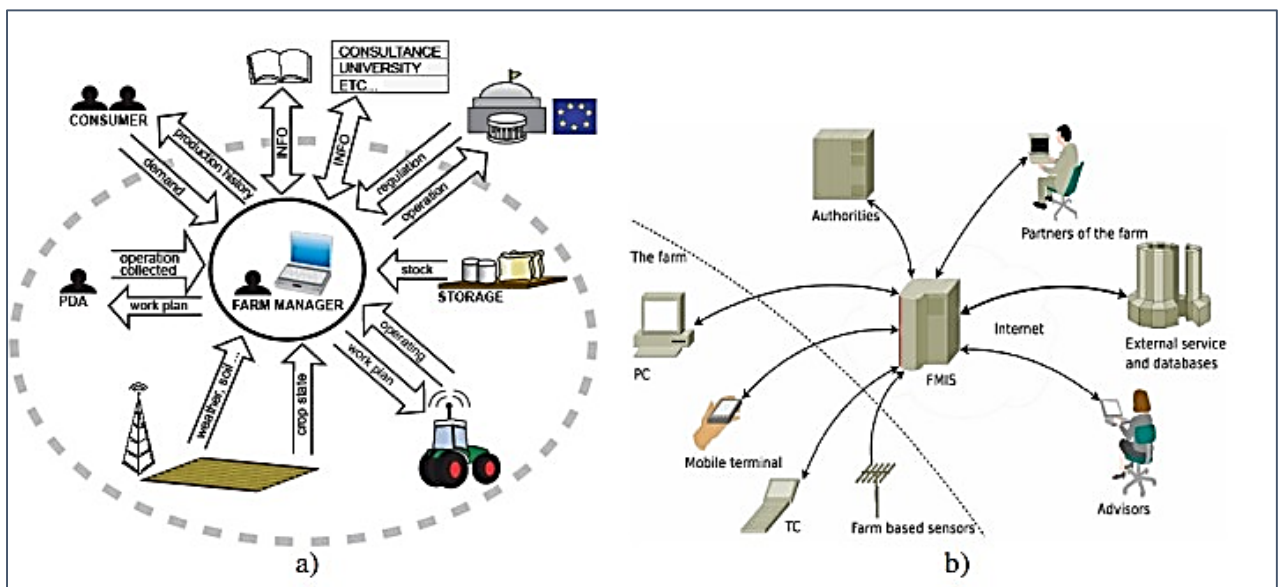 CONSULTANCE
UNIVERSITY
ETC...
CONSUMER
production history
demand
INFO
INFO
regulation
operation
operation
collected
PDA
work plan
FARM MANAGER
stock
STORAGE
operating
work plan
weather, soil ...
crop state
a)
Authorities
Partners of the farm
The farm
PC
Internet
FMIS
External service
and databases
Mobile terminal
TC
Farm based sensors
Advisors
b)